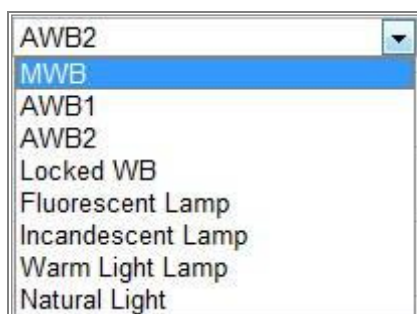 AWB2
MWB
AWB1
AWB2
Locked WB
Fluorescent Lamp
Incandescent Lamp
Warm Light Lamp
Natural Light